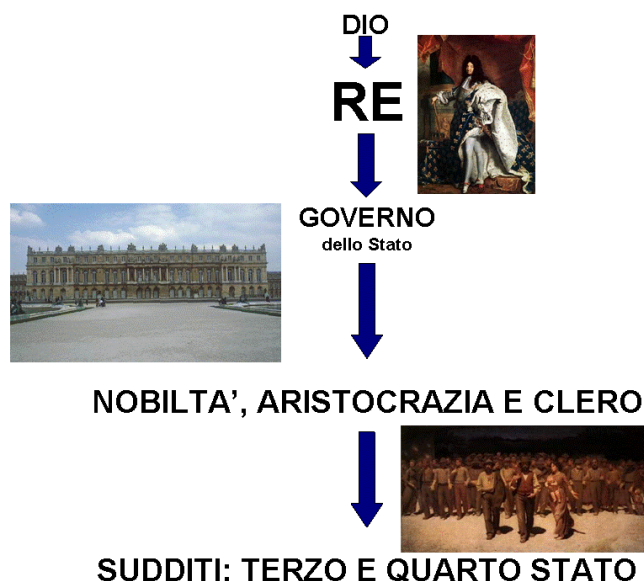 DIO
RE
GOVERNO
dello Stato
NOBILTA', ARISTOCRAZIA E CLERO
SUDDITI: TERZO E QUARTO STATO